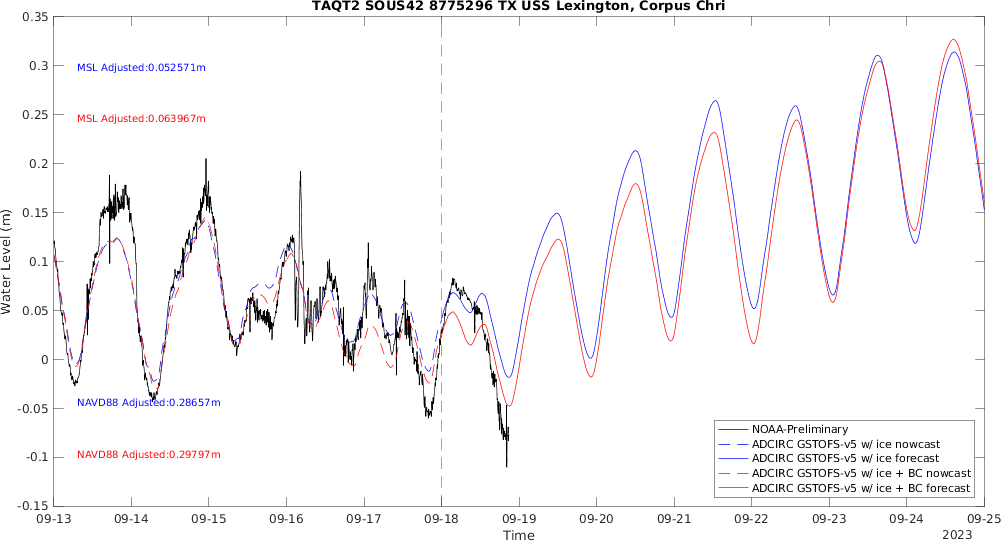 TAQT2 SOUS42 8775296 TX USS Lexington, Corpus Chri
0.35
0.3
0.25
0.2
0.15
0.1
0.05
0
-0.05
-0.1
-0.15
Water Level (m)
MSL Adjusted:0.052571m
MSL Adjusted:0.063967m
NAVD88 Adjusted:0.28657m
NAVD88 Adjusted:0.29797m
NOAA-Preliminary
ADCIRC GSTOFS-v5 w/ ice nowcast
ADCIRC GSTOFS-v5 w/ ice forecast
ADCIRC GSTOFS-v5 w/ ice + BC nowcast
ADCIRC GSTOFS-v5 w/ ice + BC forecast
09-13 09-14 09-15 09-16 09-17 09-18 09-19 09-20 09-21 09-22 09-23 09-24 09-25
Time
2023